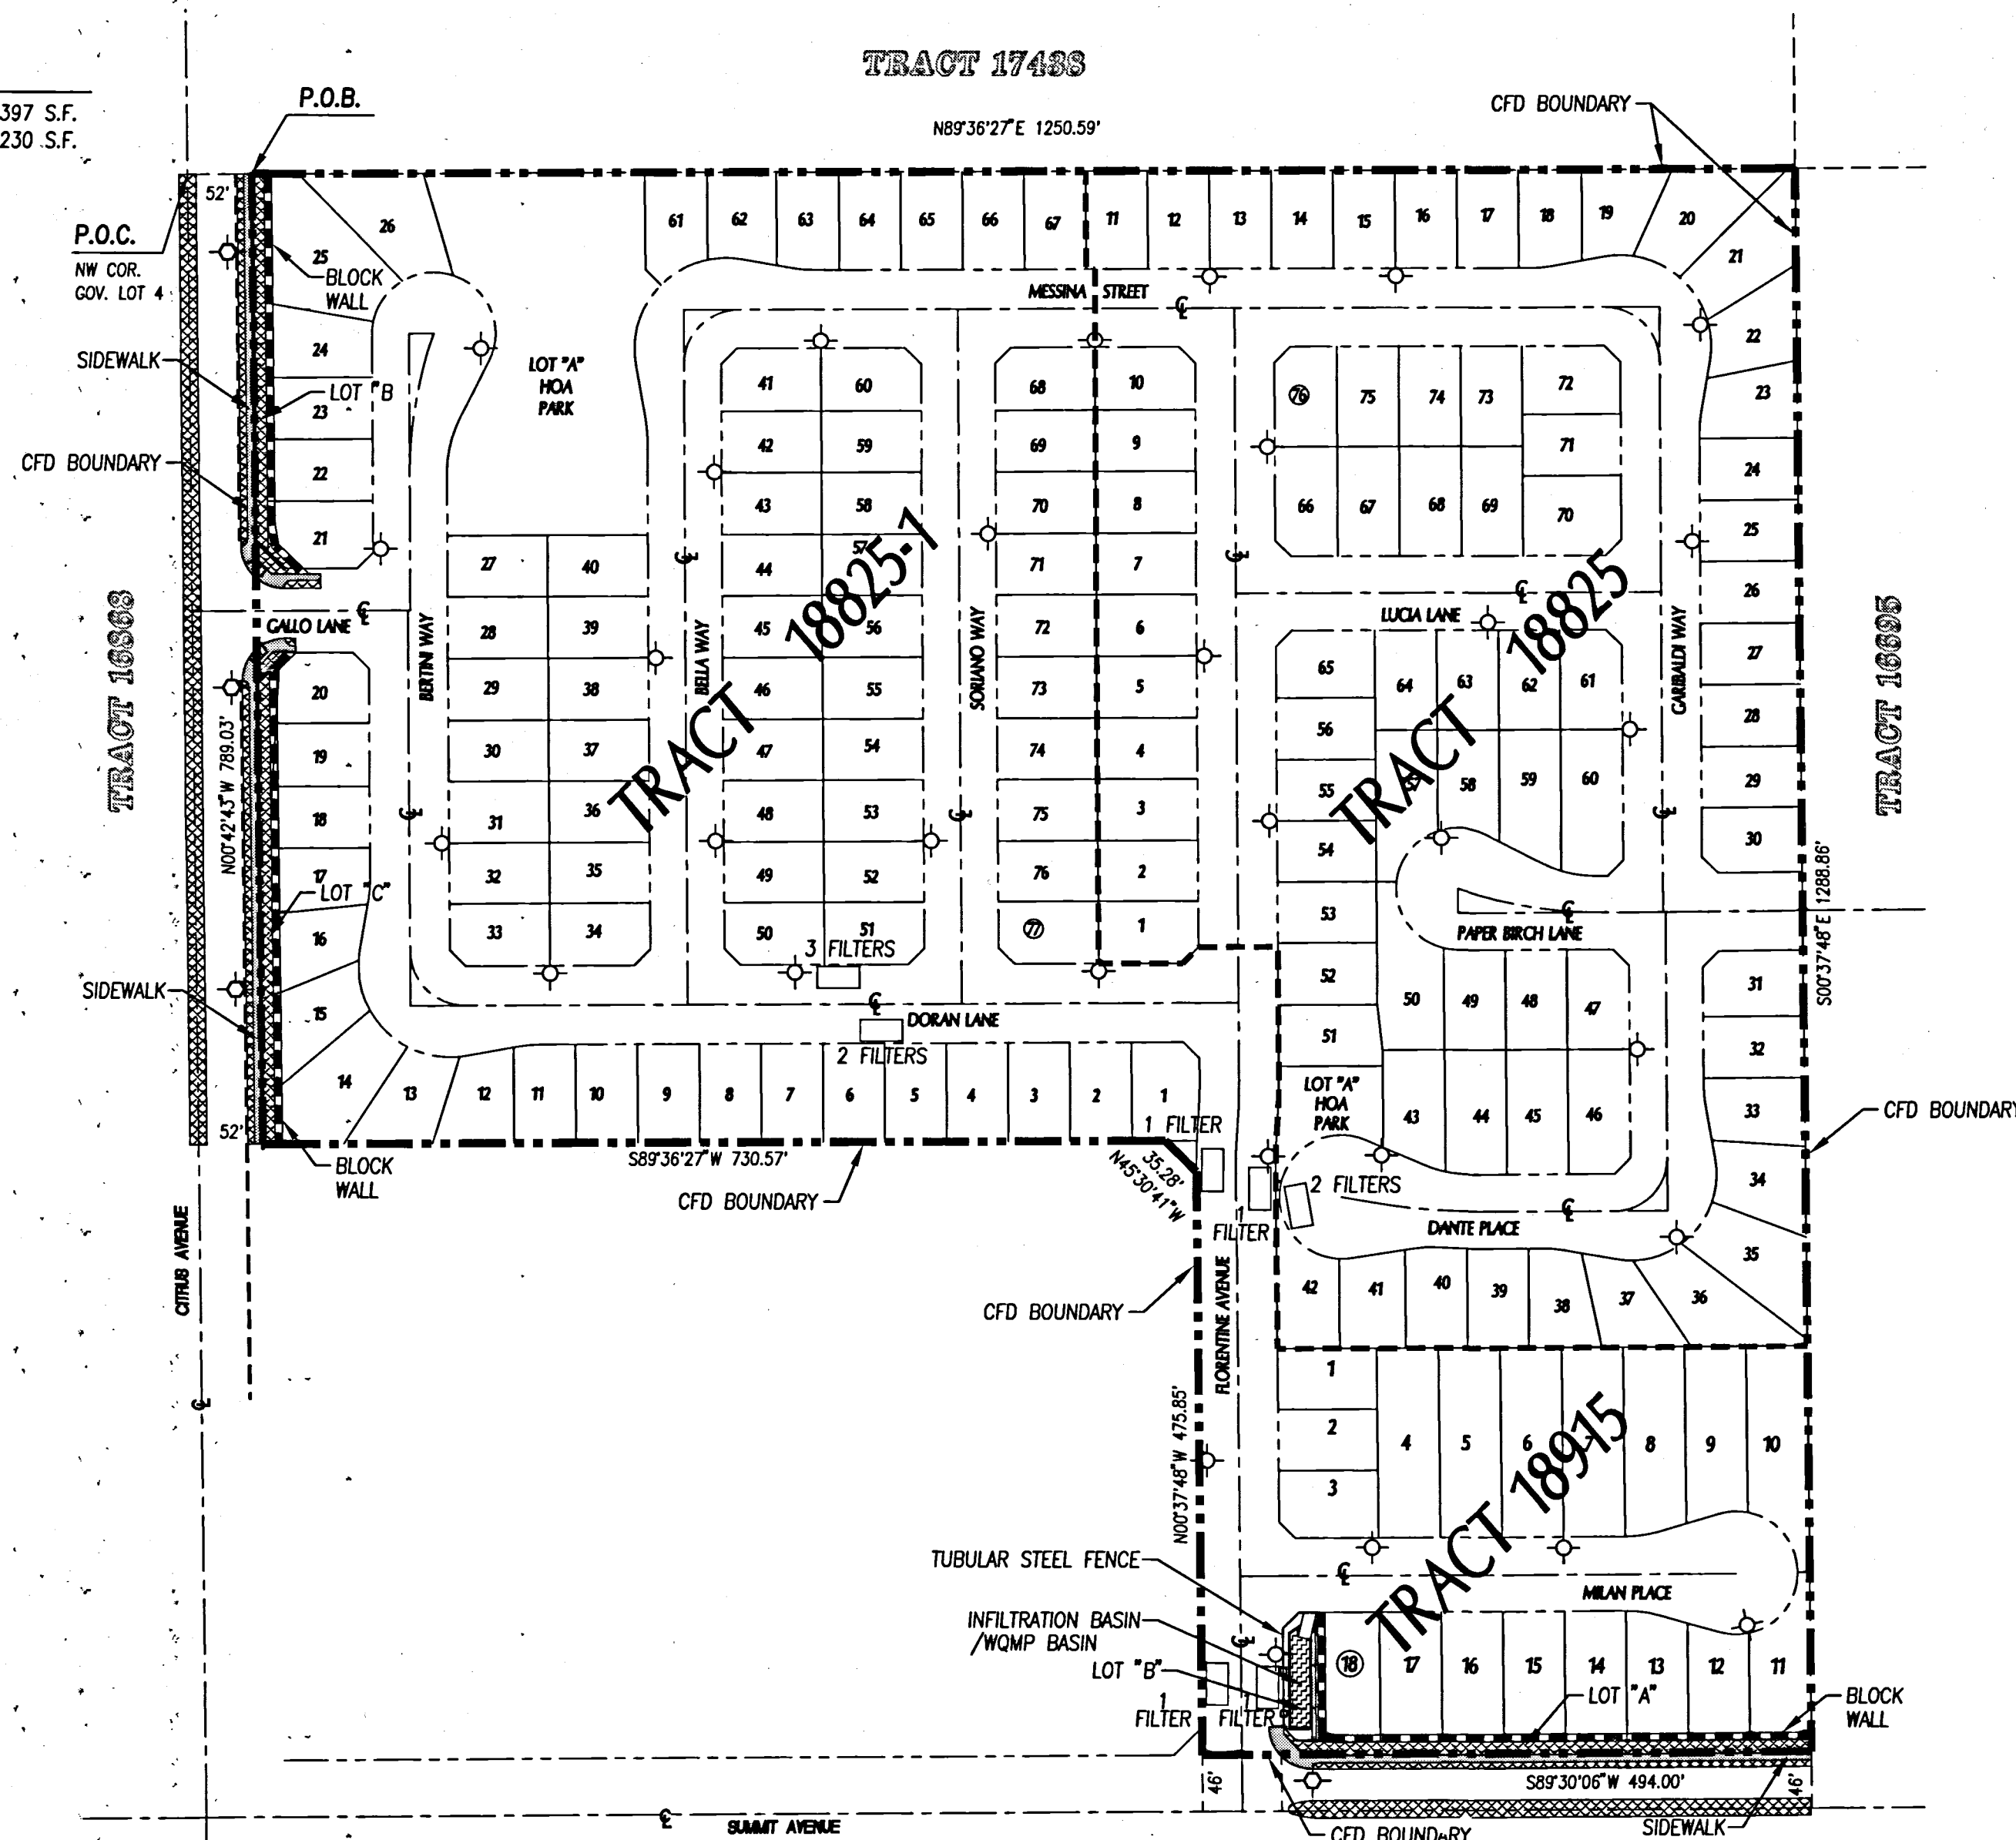 TRACT 17438
397 S.F.
230 S.F.
P.O.B.
N89°36'27"E 1250.59'
CFD BOUNDARY
52'
P.O.C.
NW COR.
GOV. LOT 4
BLOCK
WALL
SIDEWALK
LOT "B
CFD BOUNDARY
26
25
24
23
22
21
LOT "A"
HOA
PARK
61 62 63 64 65 66 67 11 12 13 14 15 16 17 18 19 20
21
22
23
24
25
26
27
28
29
30
MESSINA STREET
℄
41 60
42 59
43 58
44 57
45 56
46 55
47 54
48 53
49 52
50 51
68 10
69 9
70 8
71 7
72 6
73 5
74 4
75 3
76 2
77 1
76 75 74 73 72
71
66 67 68 69 70
LUCIA LANE
℄
TRACT 16868
GALLO LANE
℄
BERTINI WAY
℄
BELLA WAY
℄
SORIANO WAY
℄
℄
GARIBALDI WAY
℄
TRACT 18825-1
TRACT 18825
TRACT 16695
27 40
28 39
29 38
30 37
31 36
32 35
33 34
65 64 63 62 61
56
55 57 58 59 60
54
53
52
51
PAPER BIRCH LANE
℄
N00°42'43"W 789.03'
20
19
18
17
16
15
14 13 12 11 10 9 8 7 6 5 4 3 2 1
LOT "C"
SIDEWALK
3 FILTERS
℄
DORAN LANE
2 FILTERS
50 49 48 47
43 44 45 46
31
32
33
34
35
S00°37'48"E 1288.86'
CFD BOUNDARY
LOT "A"
HOA
PARK
52'
BLOCK
WALL
S89°36'27"W 730.57'
CFD BOUNDARY
1 FILTER
35.28'
N45°30'41"W
2 FILTERS
FILTER
DANTE PLACE
℄
42 41 40 39 38 37 36
CITRUS AVENUE
℄
CFD BOUNDARY
FLORENTINE AVENUE
N00°37'48"W 475.85'
1
2
3
4 5 6 7 8 9 10
TRACT 18915
TUBULAR STEEL FENCE
℄
MILAN PLACE
INFILTRATION BASIN
/WQMP BASIN
℄
LOT "B"
18 17 16 15 14 13 12 11
LOT "A"
BLOCK
WALL
1
FILTER
1
FILTER
46'
S89°30'06"W 494.00'
46'
℄
SUMMIT AVENUE
CFD BOUNDARY
SIDEWALK